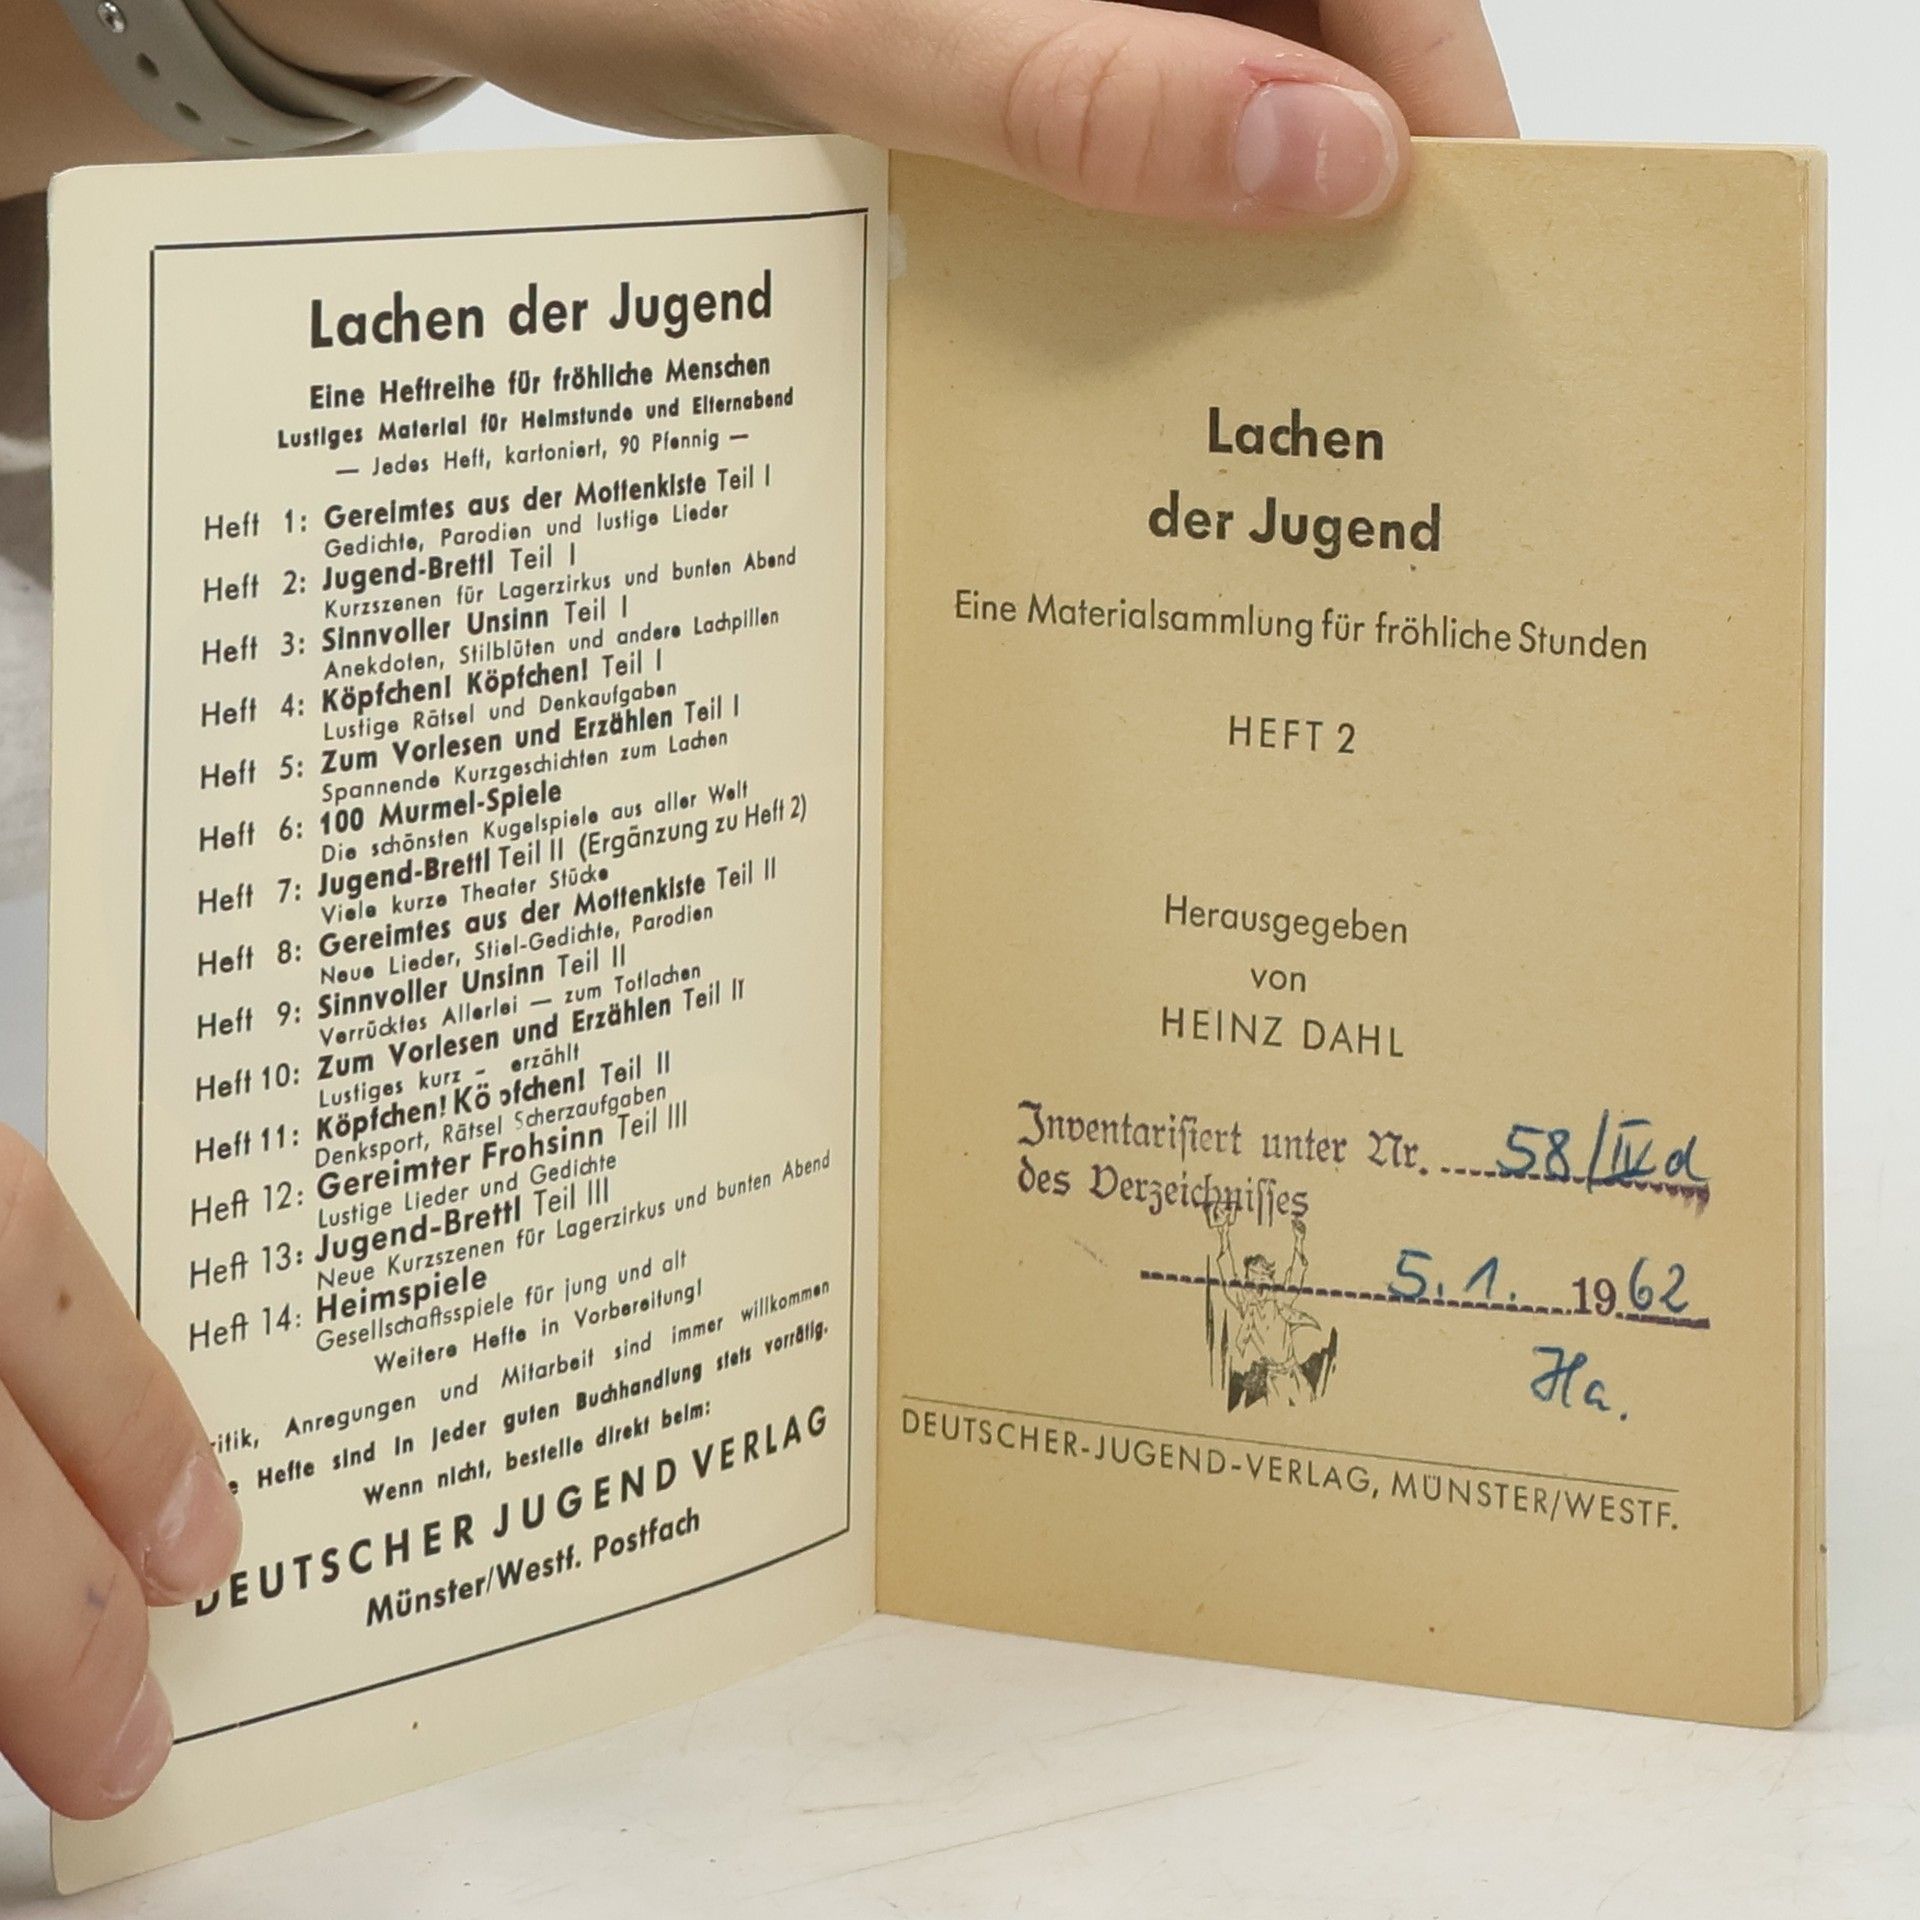 Lachen der Jugend
Eine Heftreihe für fröhliche Menschen
Lustiges Material für Heimstunde und Elternabend
— Jedes Heft, kartoniert, 90 Pfennig —
Heft 1: Gereimtes aus der Mottenkiste Teil I
Gedichte, Parodien und lustige Lieder
Heft 2: Jugend-Brettl Teil I
Kurzszenen für Lagerzirkus und bunten Abend
Heft 3: Sinnvoller Unsinn Teil I
Anekdoten, Stilblüten und andere Lachpillen
Heft 4: Köpfchen! Köpfchen! Teil I
Lustige Rätsel und Denkaufgaben
Heft 5: Zum Vorlesen und Erzählen Teil I
Spannende Kurzgeschichten zum Lachen
Heft 6: 100 Murmel-Spiele
Die schönsten Kugelspiele aus aller Welt
Heft 7: Jugend-Brettl Teil II (Ergänzung zu Heft 2)
Viele kurze Theater Stücke
Heft 8: Gereimtes aus der Mottenkiste Teil II
Neue Lieder, Stiel-Gedichte, Parodien
Heft 9: Sinnvoller Unsinn Teil II
Verrücktes Allerlei — zum Totlachen
Heft 10: Zum Vorlesen und Erzählen Teil II
Lustiges kurz - erzählt
Heft 11: Köpfchen! Köpfchen! Teil II
Denksport, Rätsel Scherzaufgaben
Heft 12: Gereimter Frohsinn Teil III
Lustige Lieder und Gedichte
Heft 13: Jugend-Brettl Teil III
Neue Kurzszenen für Lagerzirkus und bunten Abend
Heft 14: Heimspiele
Gesellschaftsspiele für jung und alt
Weitere Hefte in Vorbereitung!
Anregungen und Mitarbeit sind immer willkommen
Hefte sind in jeder guten Buchhandlung stets vorrätig.
Wenn nicht, bestelle direkt beim:
DEUTSCHER JUGEND VERLAG
Münster/Westf. Postfach
Lachen
der Jugend
Eine Materialsammlung für fröhliche Stunden
HEFT 2
Herausgegeben
von
HEINZ DAHL
Inventarisiert unter Nr. 58/IVd
des Verzeichnisses
5.1. 1962
Ha.
DEUTSCHER-JUGEND-VERLAG, MÜNSTER/WESTF.